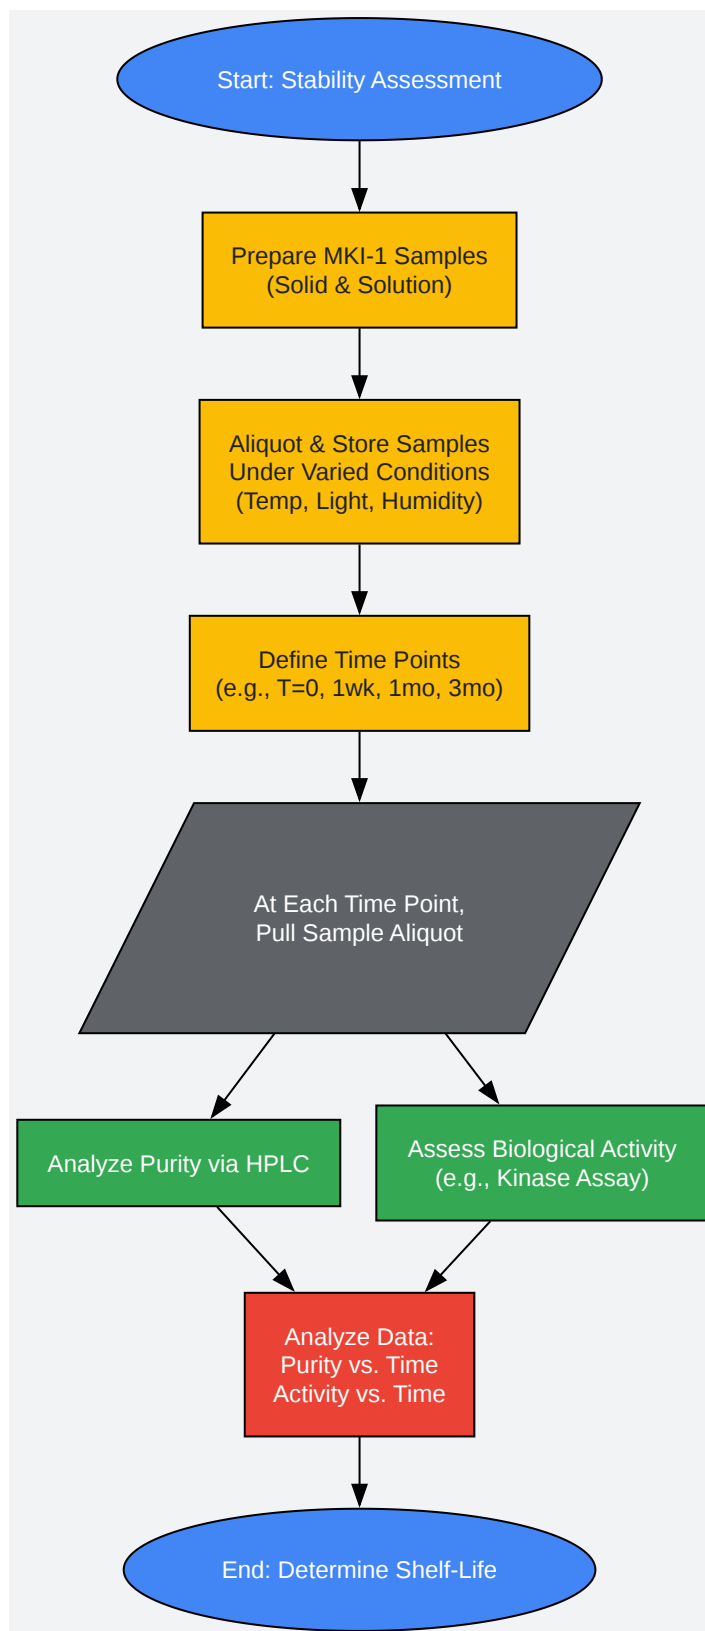 Start: Stability Assessment
Prepare MKI-1 Samples
(Solid & Solution)
Aliquot & Store Samples
Under Varied Conditions
(Temp, Light, Humidity)
Define Time Points
(e.g., T=0, 1wk, 1mo, 3mo)
At Each Time Point,
Pull Sample Aliquot
Analyze Purity via HPLC
Assess Biological Activity
(e.g., Kinase Assay)
Analyze Data:
Purity vs. Time
Activity vs. Time
End: Determine Shelf-Life